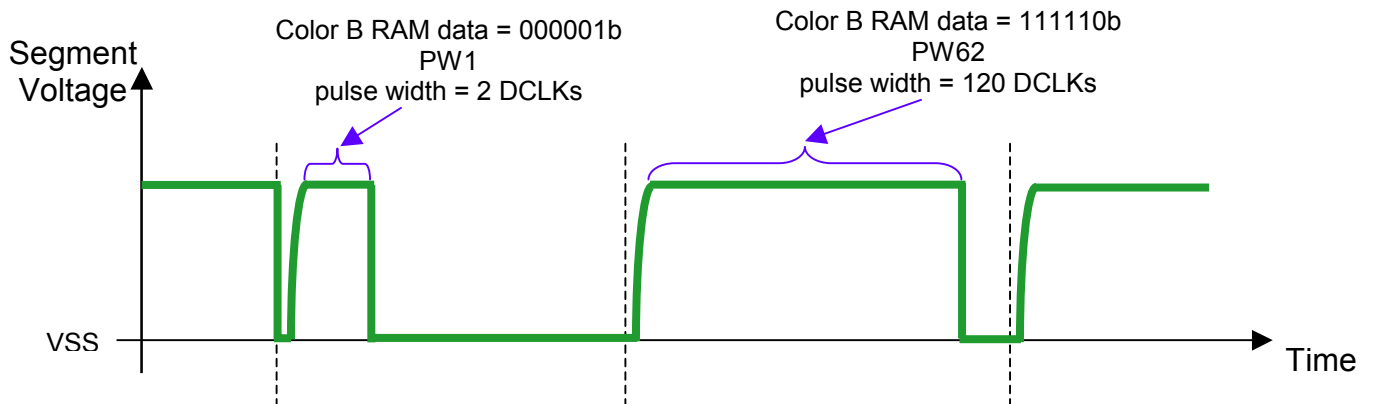 Color B RAM data = 000001b
PW1
pulse width = 2 DCLKs
Color B RAM data = 111110b
PW62
pulse width = 120 DCLKs
Segment
Voltage
VSS
Time